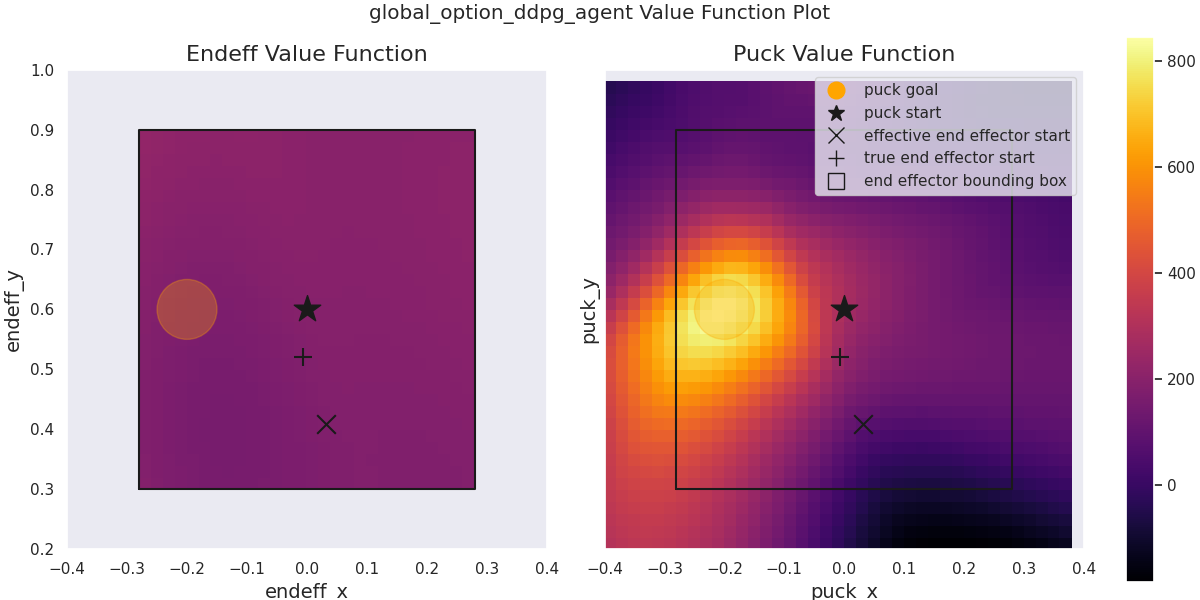 global_option_ddpg_agent Value Function Plot
Endeff Value Function
endeff_y
1.0
0.9
0.8
0.7
0.6
0.5
0.4
0.3
0.2
−0.4 −0.3 −0.2 −0.1 0.0 0.1 0.2 0.3 0.4
endeff_x
Puck Value Function
puck goal
puck start
effective end effector start
true end effector start
end effector bounding box
puck_y
−0.4 −0.3 −0.2 −0.1 0.0 0.1 0.2 0.3 0.4
puck_x
800
600
400
200
0